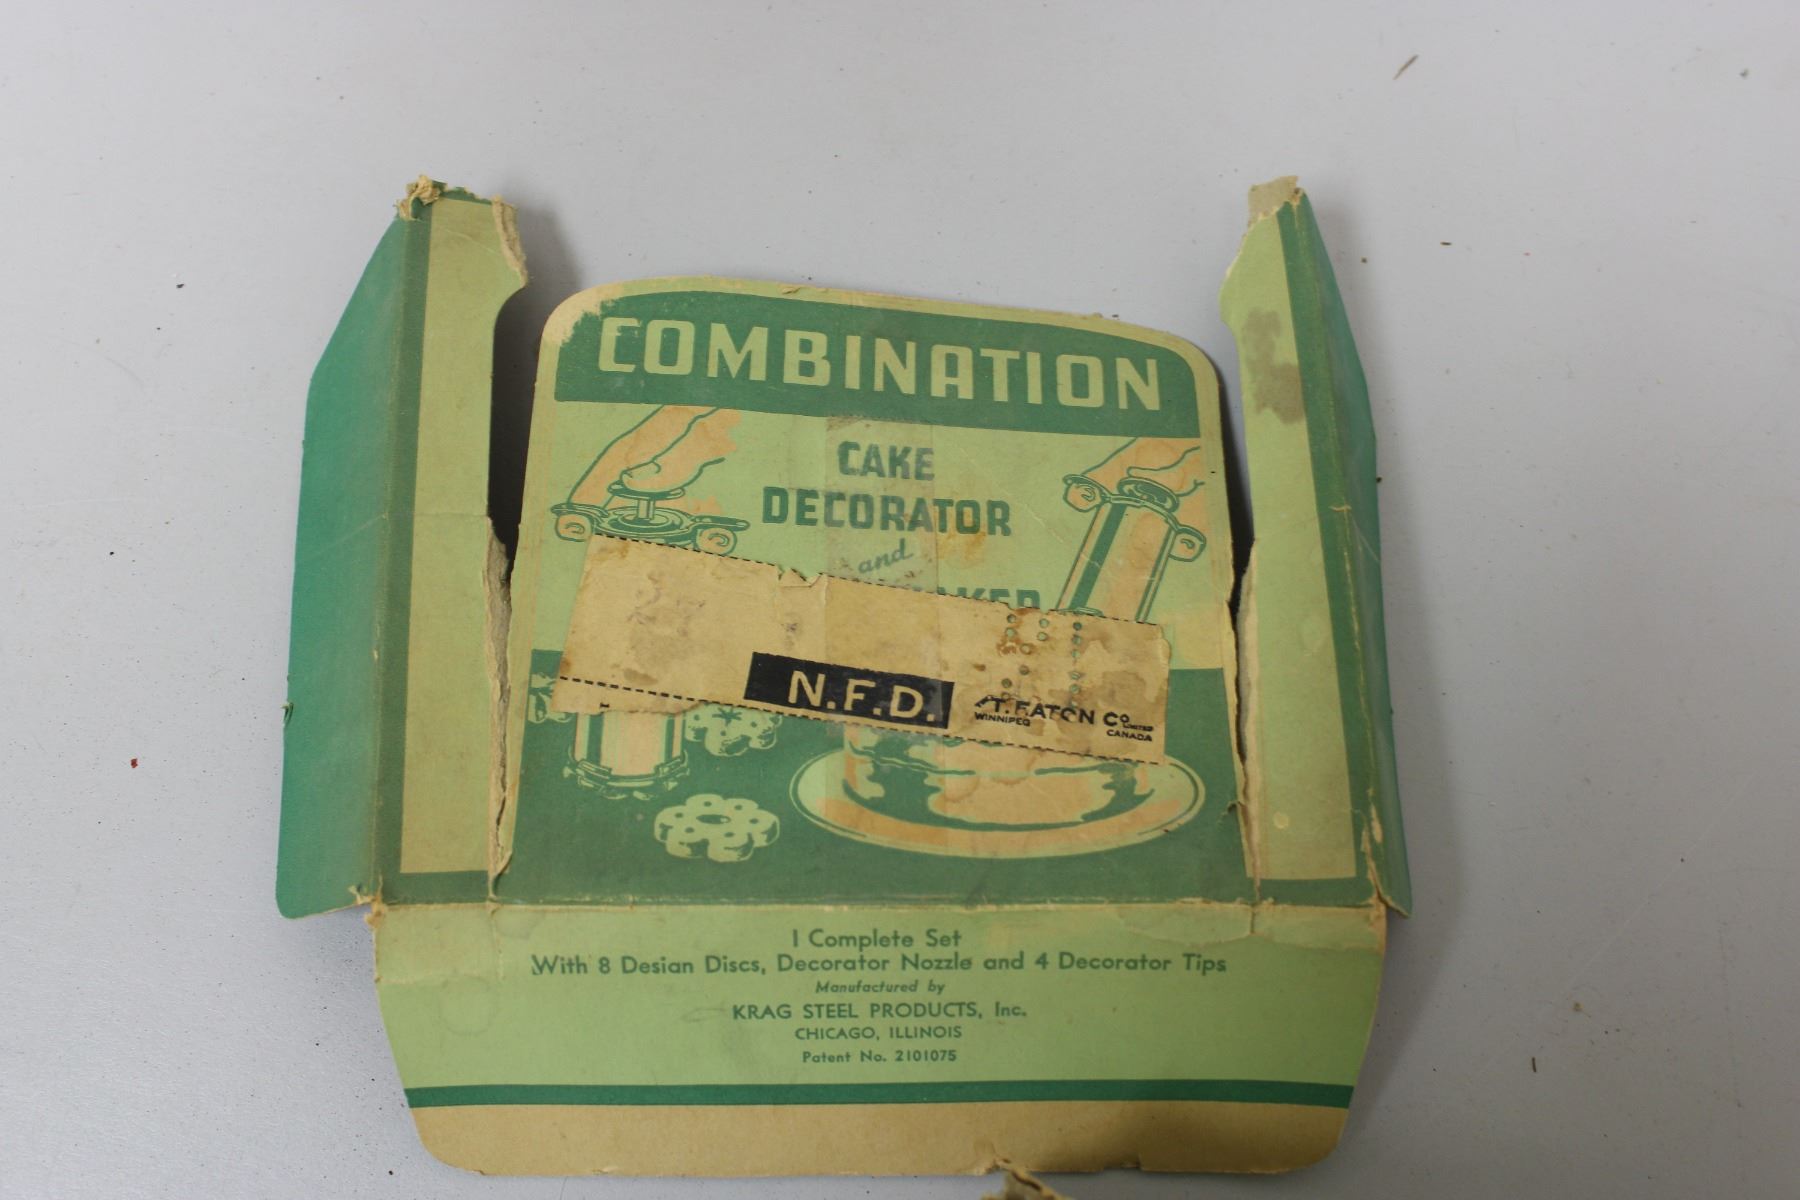 COMBINATION
CAKE
DECORATOR
and
N.F.D.
T. EATON Co LIMITED
WINNIPEG CANADA
1 Complete Set
With 8 Desian Discs, Decorator Nozzle and 4 Decorator Tips
Manufactured by
KRAG STEEL PRODUCTS, Inc.
CHICAGO, ILLINOIS
Patent No. 2101075